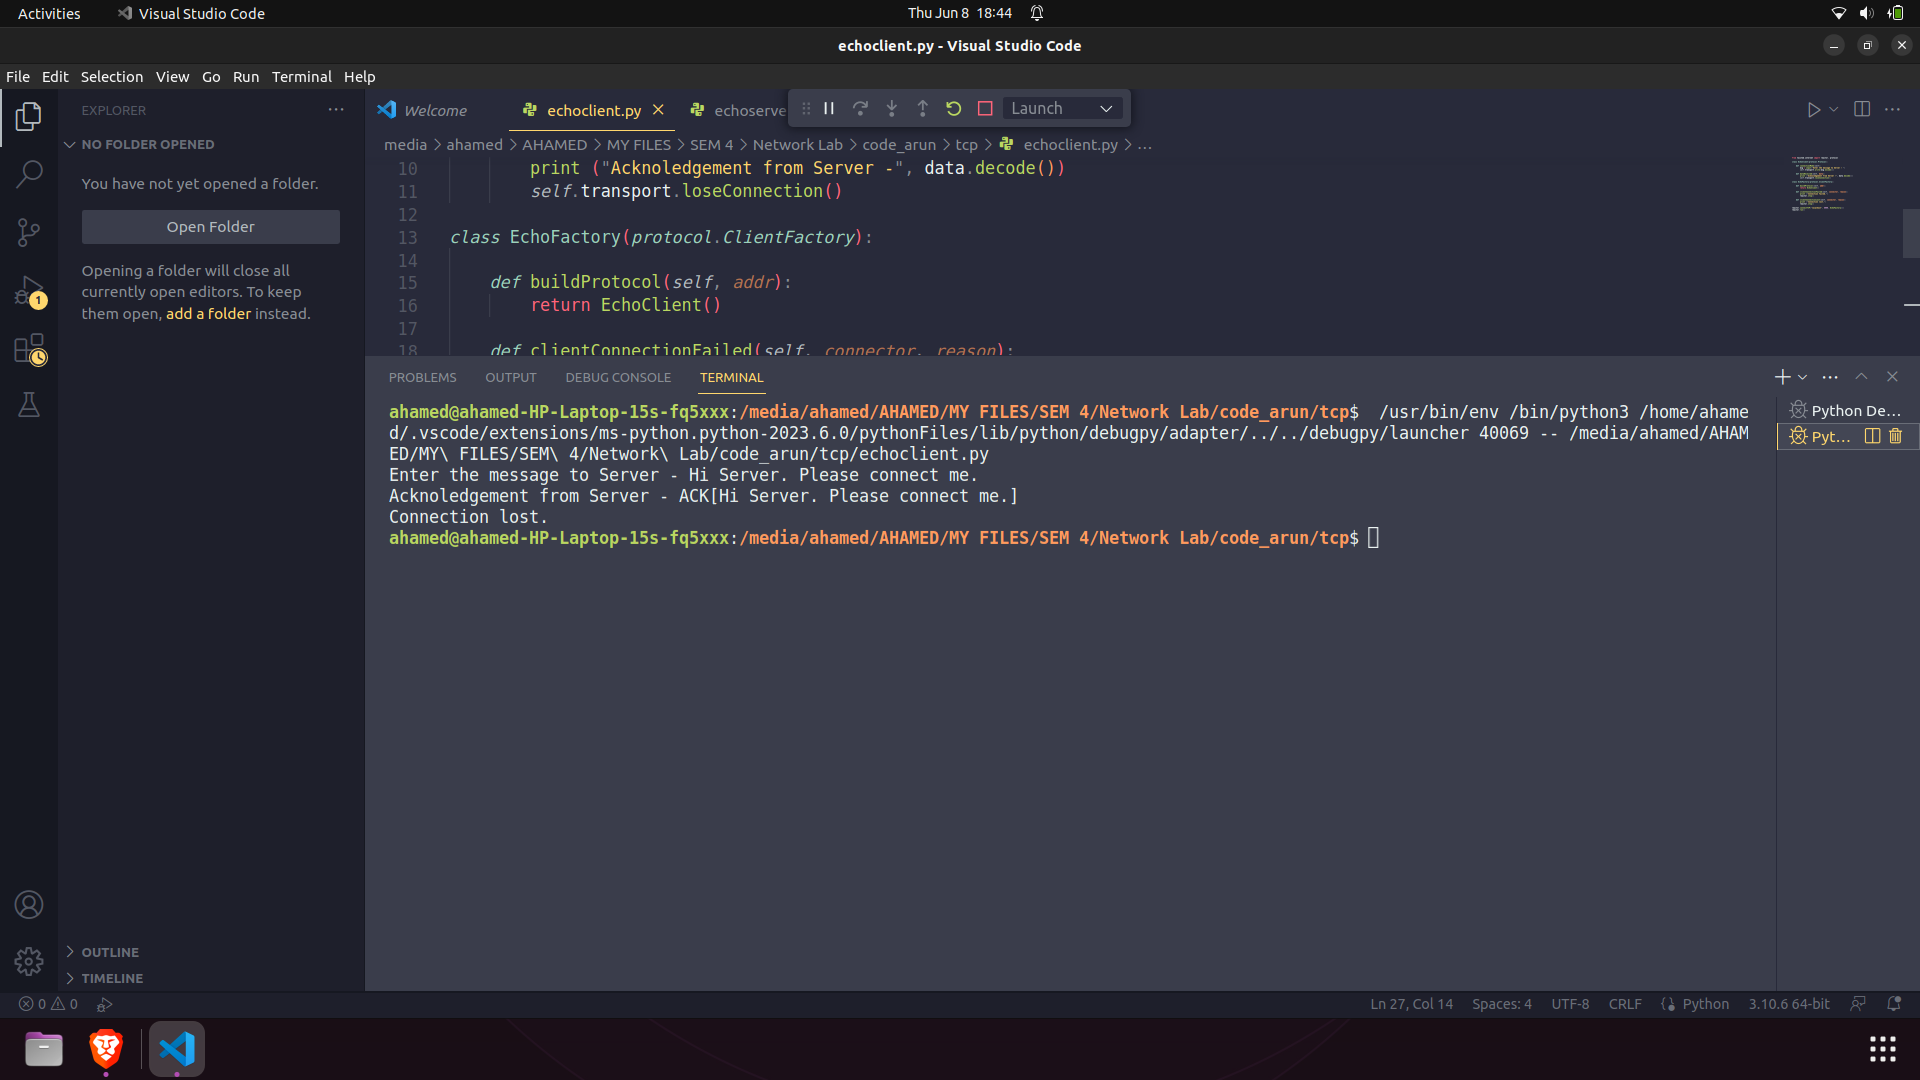 Activities
Visual Studio Code
Thu Jun 8 18:44
echoclient.py - Visual Studio Code
File Edit Selection View Go Run Terminal Help
EXPLORER
NO FOLDER OPENED
You have not yet opened a folder.
Open Folder
Opening a folder will close all
currently open editors. To keep
them open, add a folder instead.
OUTLINE
TIMELINE
Welcome
echoclient.py
echoserve
Launch
media > ahamed > AHAMED > MY FILES > SEM 4 > Network Lab > code_arun > tcp > echoclient.py > ...
10 print ("Acknoledgement from Server -", data.decode())
11 self.transport.loseConnection()
12
13 class EchoFactory(protocol.ClientFactory):
14
15 def buildProtocol(self, addr):
16 return EchoClient()
17
18 def clientConnectionFailed(self, connector, reason):
PROBLEMS OUTPUT DEBUG CONSOLE TERMINAL
ahamed@ahamed-HP-Laptop-15s-fq5xxx:/media/ahamed/AHAMED/MY FILES/SEM 4/Network Lab/code_arun/tcp$ /usr/bin/env /bin/python3 /home/ahame
d/.vscode/extensions/ms-python.python-2023.6.0/pythonFiles/lib/python/debugpy/adapter/../../debugpy/launcher 40069 -- /media/ahamed/AHAM
ED/MY\ FILES/SEM\ 4/Network\ Lab/code_arun/tcp/echoclient.py
Enter the message to Server - Hi Server. Please connect me.
Acknoledgement from Server - ACK[Hi Server. Please connect me.]
Connection lost.
ahamed@ahamed-HP-Laptop-15s-fq5xxx:/media/ahamed/AHAMED/MY FILES/SEM 4/Network Lab/code_arun/tcp$
Python De...
Pyt...
1
0 0
Ln 27, Col 14
Spaces: 4
UTF-8
CRLF
Python
3.10.6 64-bit